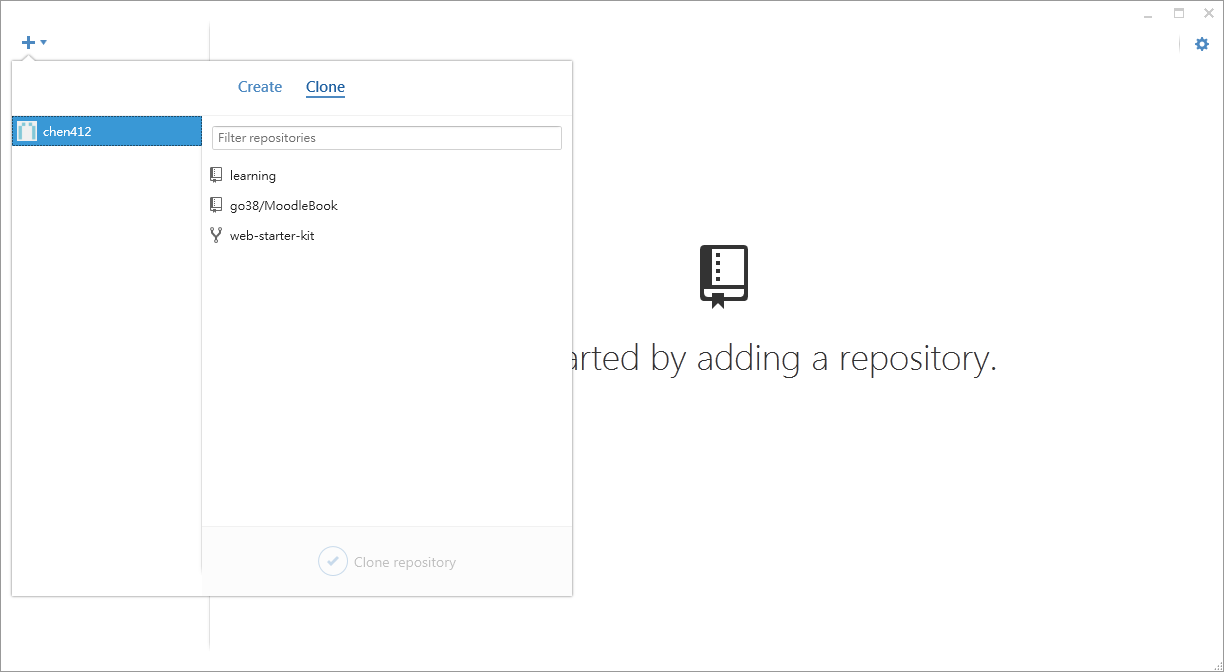 Create Clone
chen412
Filter repositories
learning
go38/MoodleBook
web-starter-kit
arted by adding a repository.
Clone repository